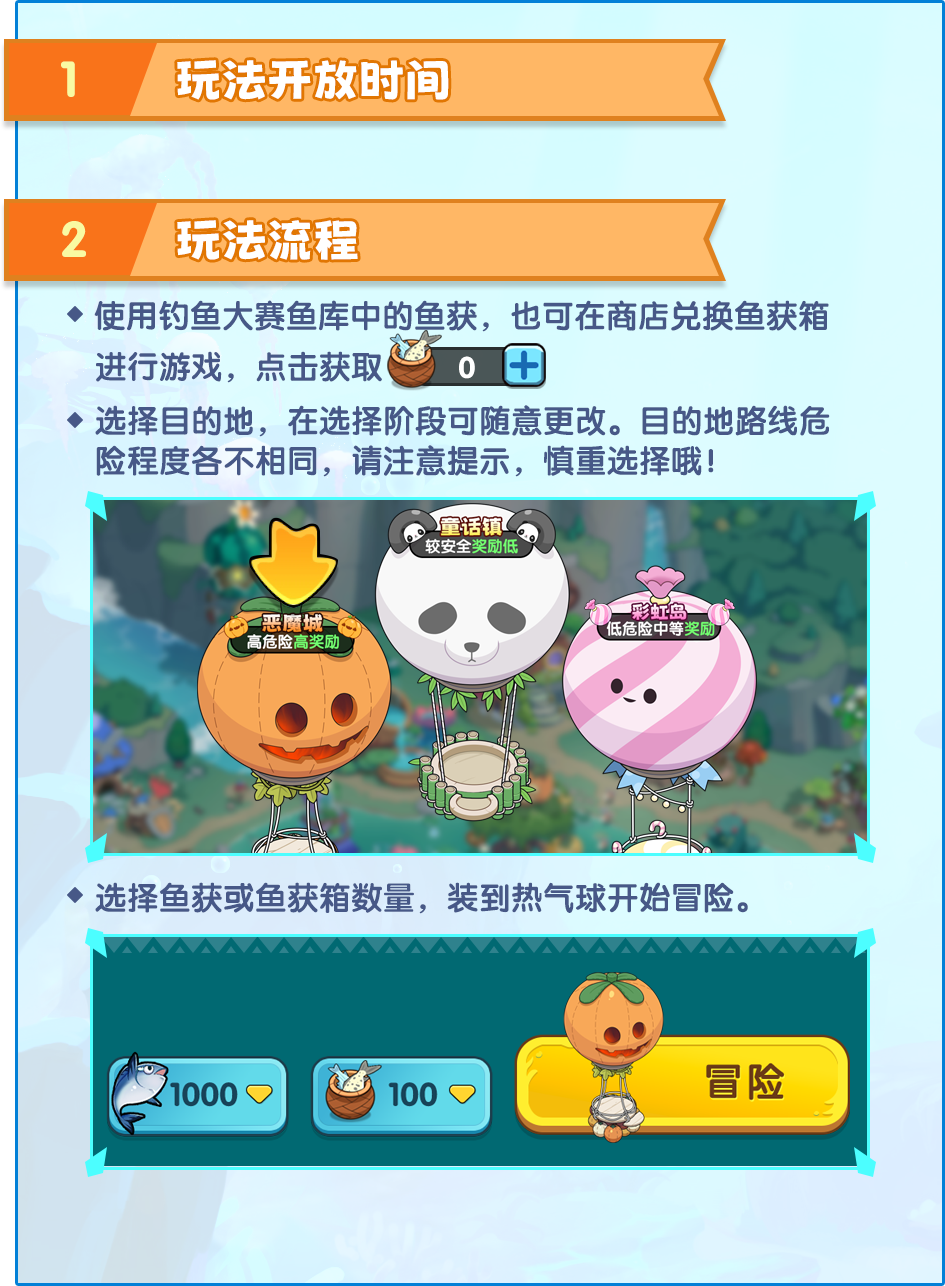 1
玩法开放时间
2
玩法流程
使用钓鱼大赛鱼库中的鱼获，也可在商店兑换鱼获箱
进行游戏，点击获取 0
选择目的地，在选择阶段可随意更改。目的地路线危
险程度各不相同，请注意提示，慎重选择哦！
童话镇
较安全奖励低
恶魔城
高危险高奖励
彩虹岛
低危险中等奖励
选择鱼获或鱼获箱数量，装到热气球开始冒险。
1000
100
冒险